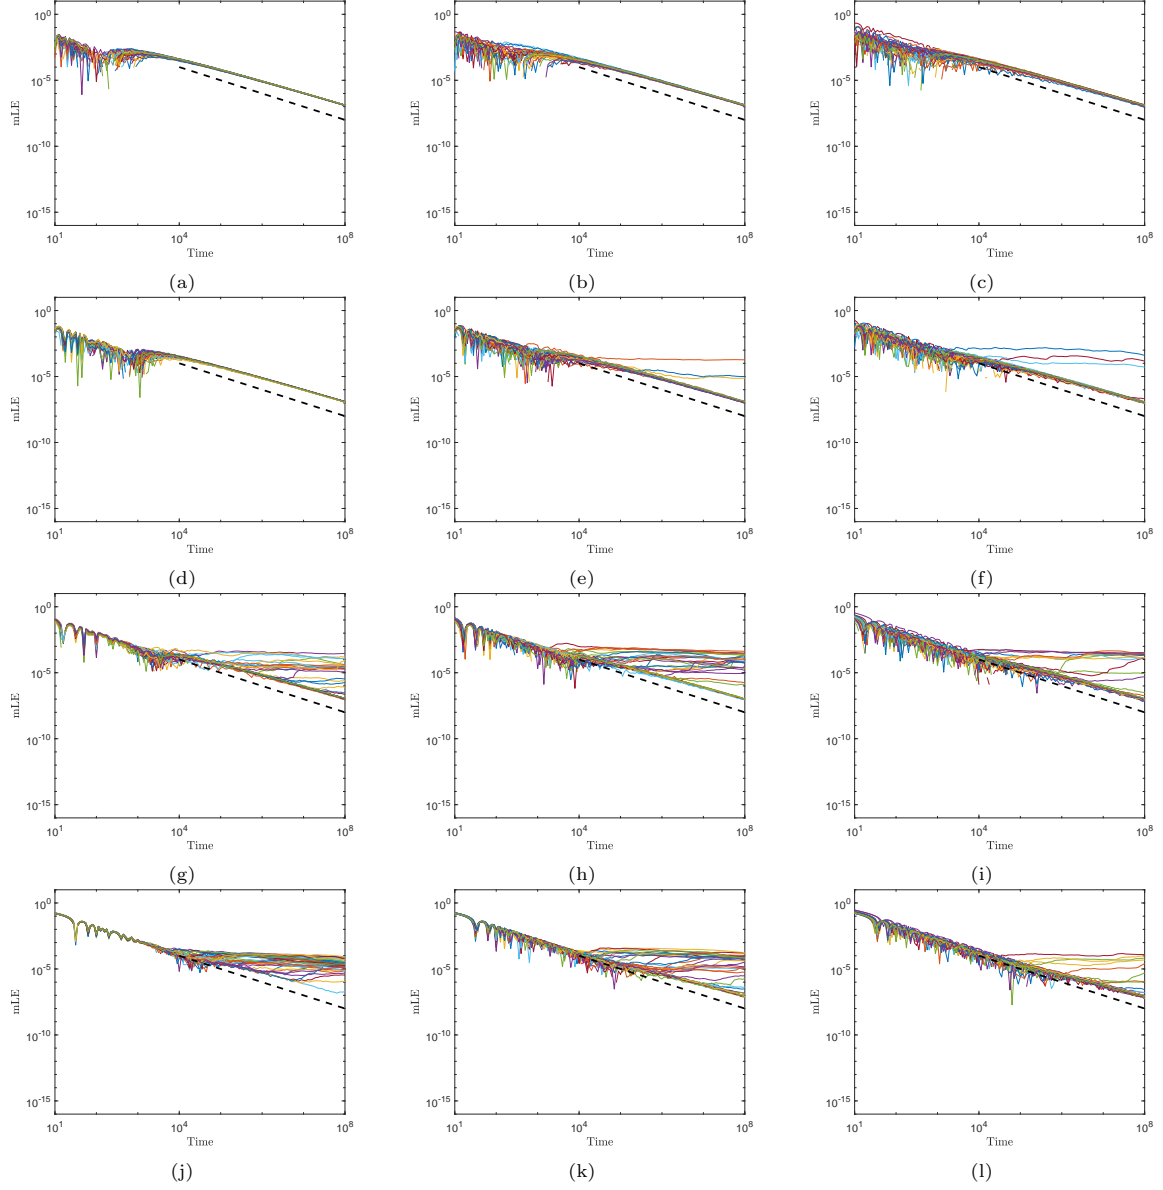 10^0 10^0 10^0
10^-5 10^-5 10^-5
mLE mLE mLE
10^-10 10^-10 10^-10
10^-15 10^-15 10^-15
10^1 10^4 10^8 10^1 10^4 10^8 10^1 10^4 10^8
Time Time Time
(a) (b) (c)
10^0 10^0 10^0
10^-5 10^-5 10^-5
mLE mLE mLE
10^-10 10^-10 10^-10
10^-15 10^-15 10^-15
10^1 10^4 10^8 10^1 10^4 10^8 10^1 10^4 10^8
Time Time Time
(d) (e) (f)
10^0 10^0 10^0
10^-5 10^-5 10^-5
mLE mLE mLE
10^-10 10^-10 10^-10
10^-15 10^-15 10^-15
10^1 10^4 10^8 10^1 10^4 10^8 10^1 10^4 10^8
Time Time Time
(g) (h) (i)
10^0 10^0 10^0
10^-5 10^-5 10^-5
mLE mLE mLE
10^-10 10^-10 10^-10
10^-15 10^-15 10^-15
10^1 10^4 10^8 10^1 10^4 10^8 10^1 10^4 10^8
Time Time Time
(j) (k) (l)